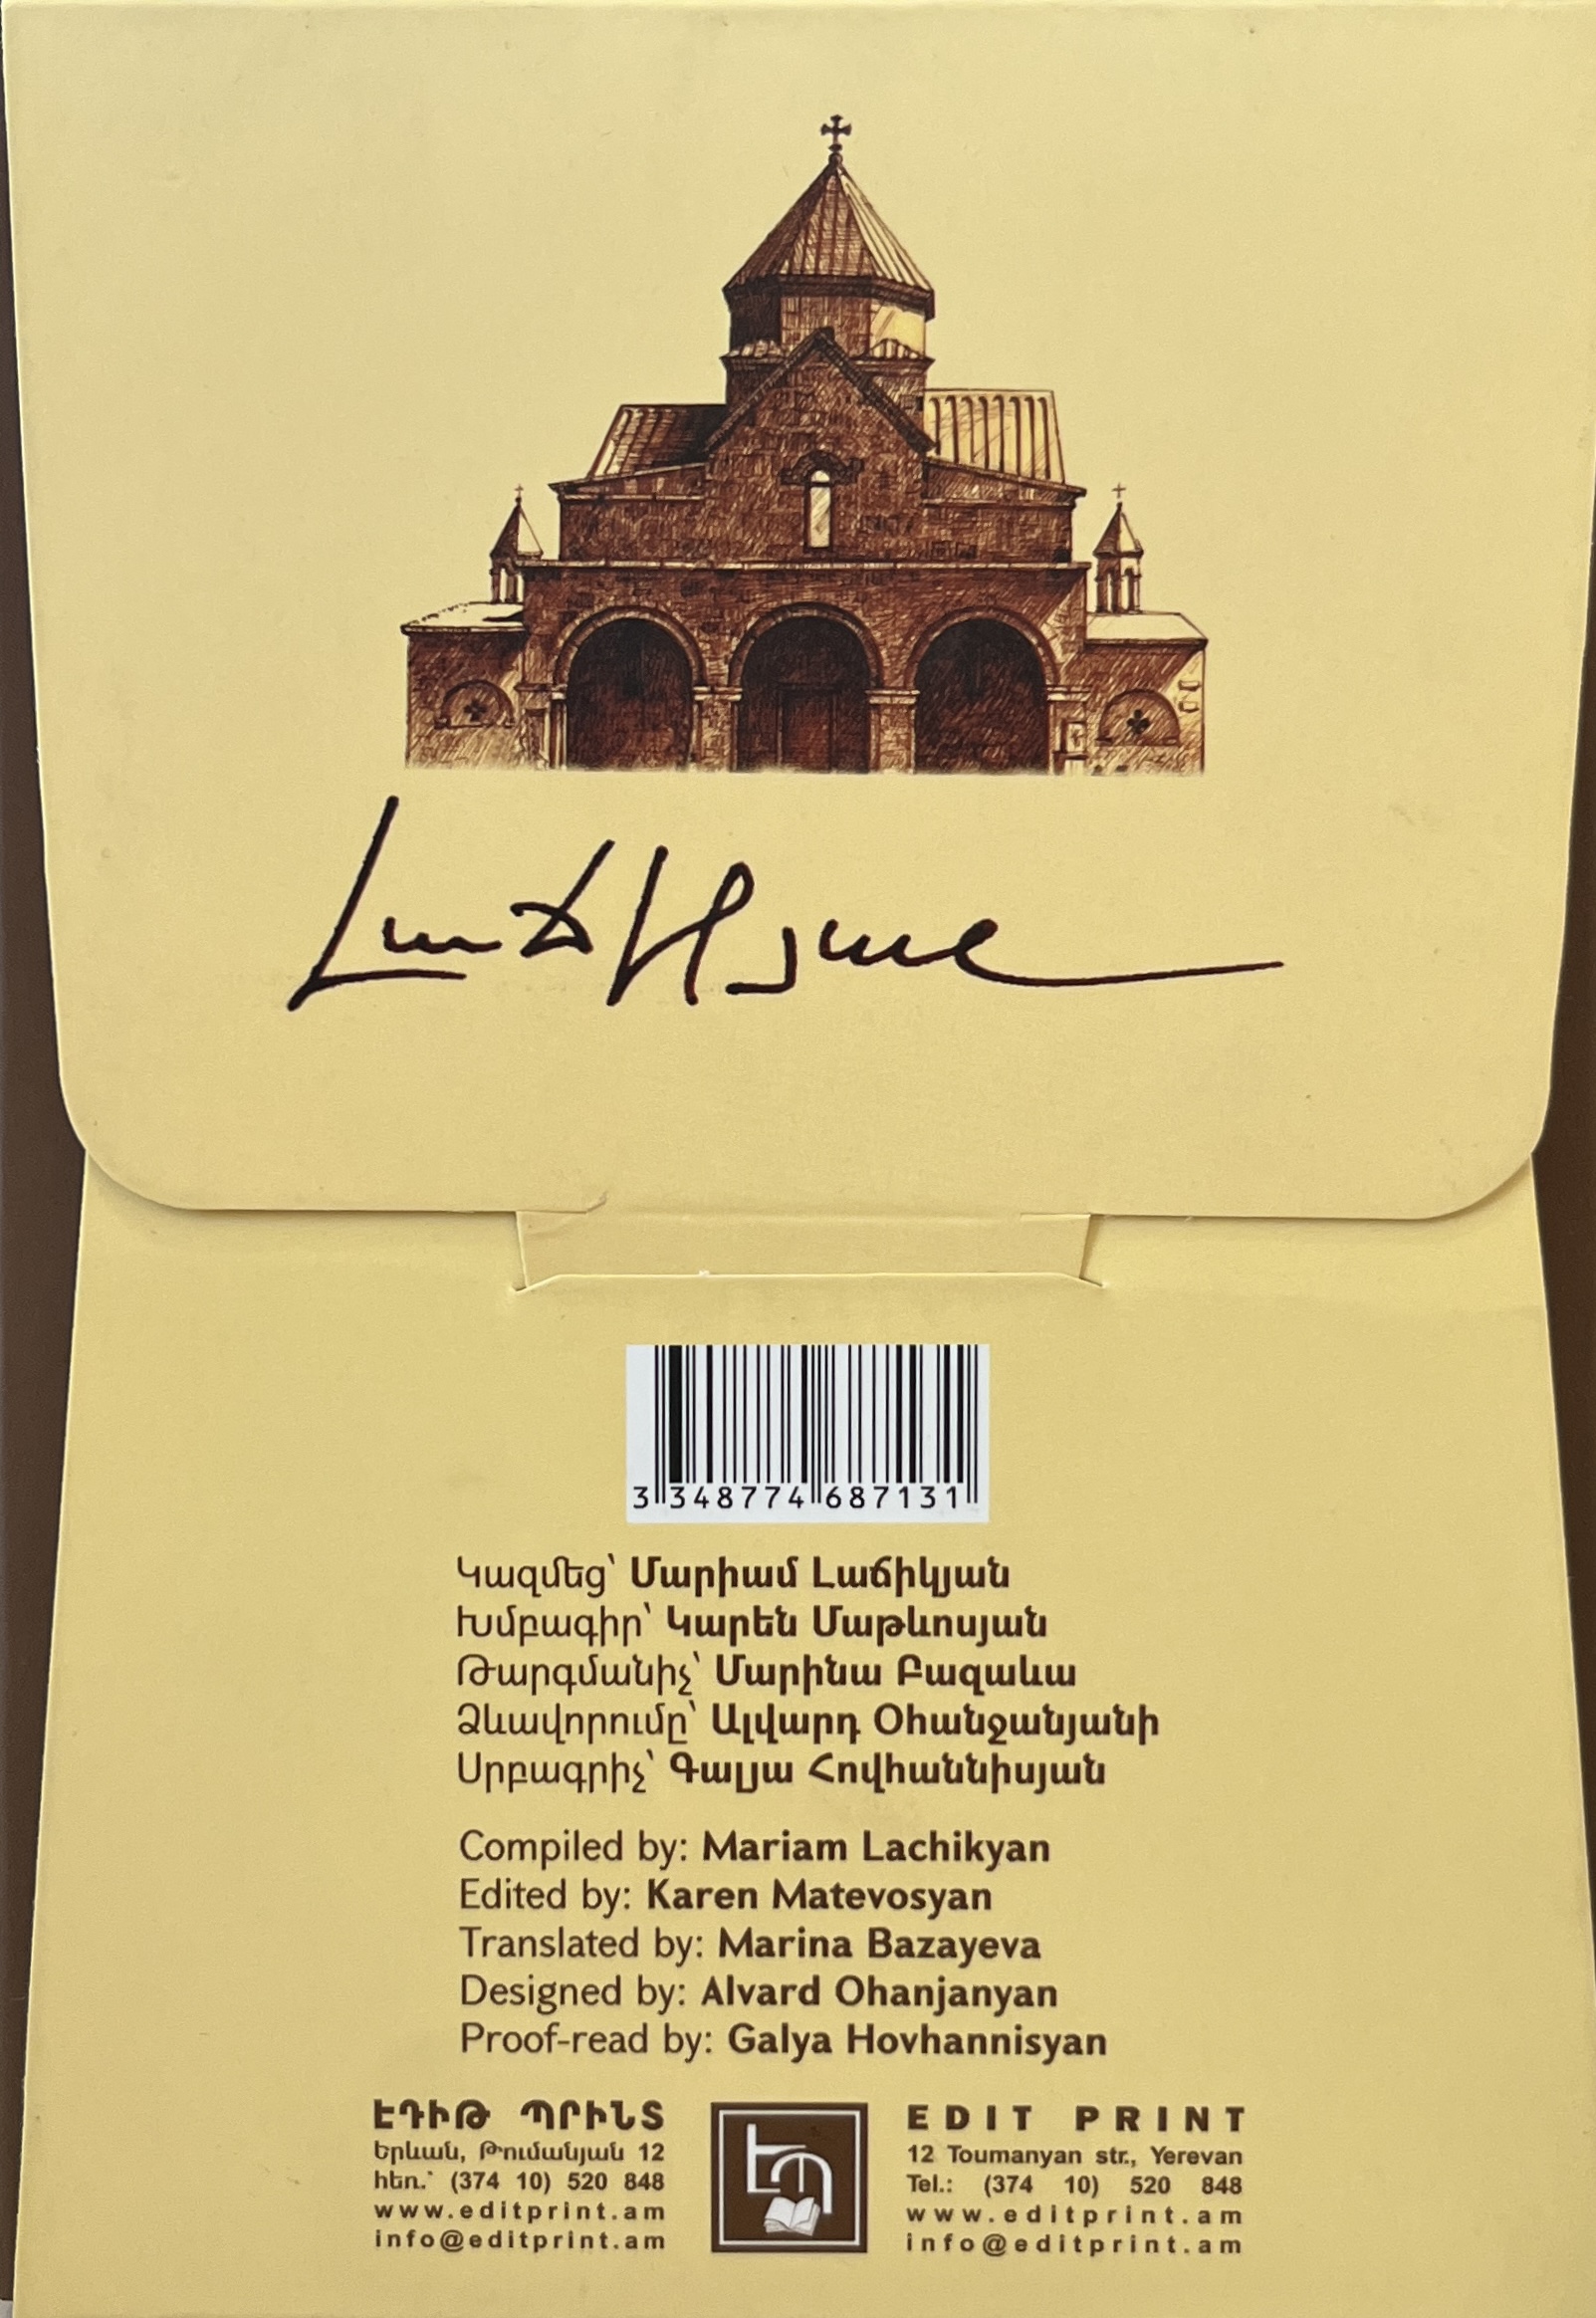 3 348774 687131
Կազմեց՝ Մարիամ Լաճիկյան
Խմբագիր՝ Կարեն Մաթևոսյան
Թարգմանիչ՝ Մարինա Բազաևա
Ձևավորումը՝ Ալվարդ Օհանջանյանի
Սրբագրիչ՝ Գալյա Հովհաննիսյան
Compiled by: Mariam Lachikyan
Edited by: Karen Matevosyan
Translated by: Marina Bazayeva
Designed by: Alvard Ohanjanyan
Proof-read by: Galya Hovhannisyan
ԷԴԻԹ ՊՐԻՆՏ
Երևան, Թումանյան 12
հեռ.՝ (374 10) 520 848
www.editprint.am
info@editprint.am
ԷՊ
EDIT PRINT
12 Toumanyan str., Yerevan
Tel.: (374 10) 520 848
www.editprint.am
info@editprint.am